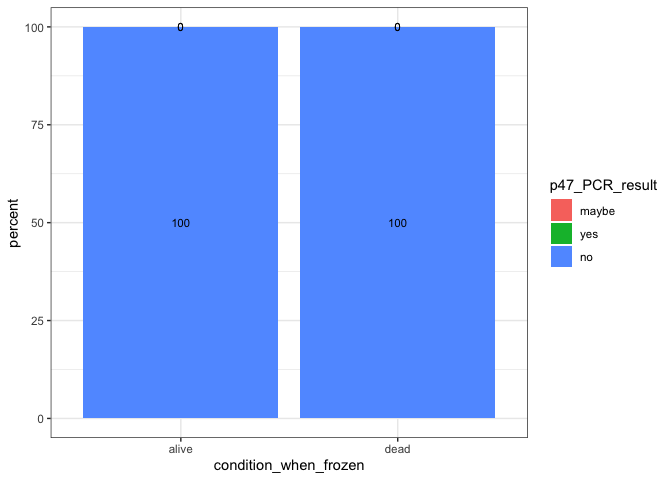 0 0
100
75
percent
50
100 100
25
0
alive dead
condition_when_frozen
p47_PCR_result
maybe
yes
no